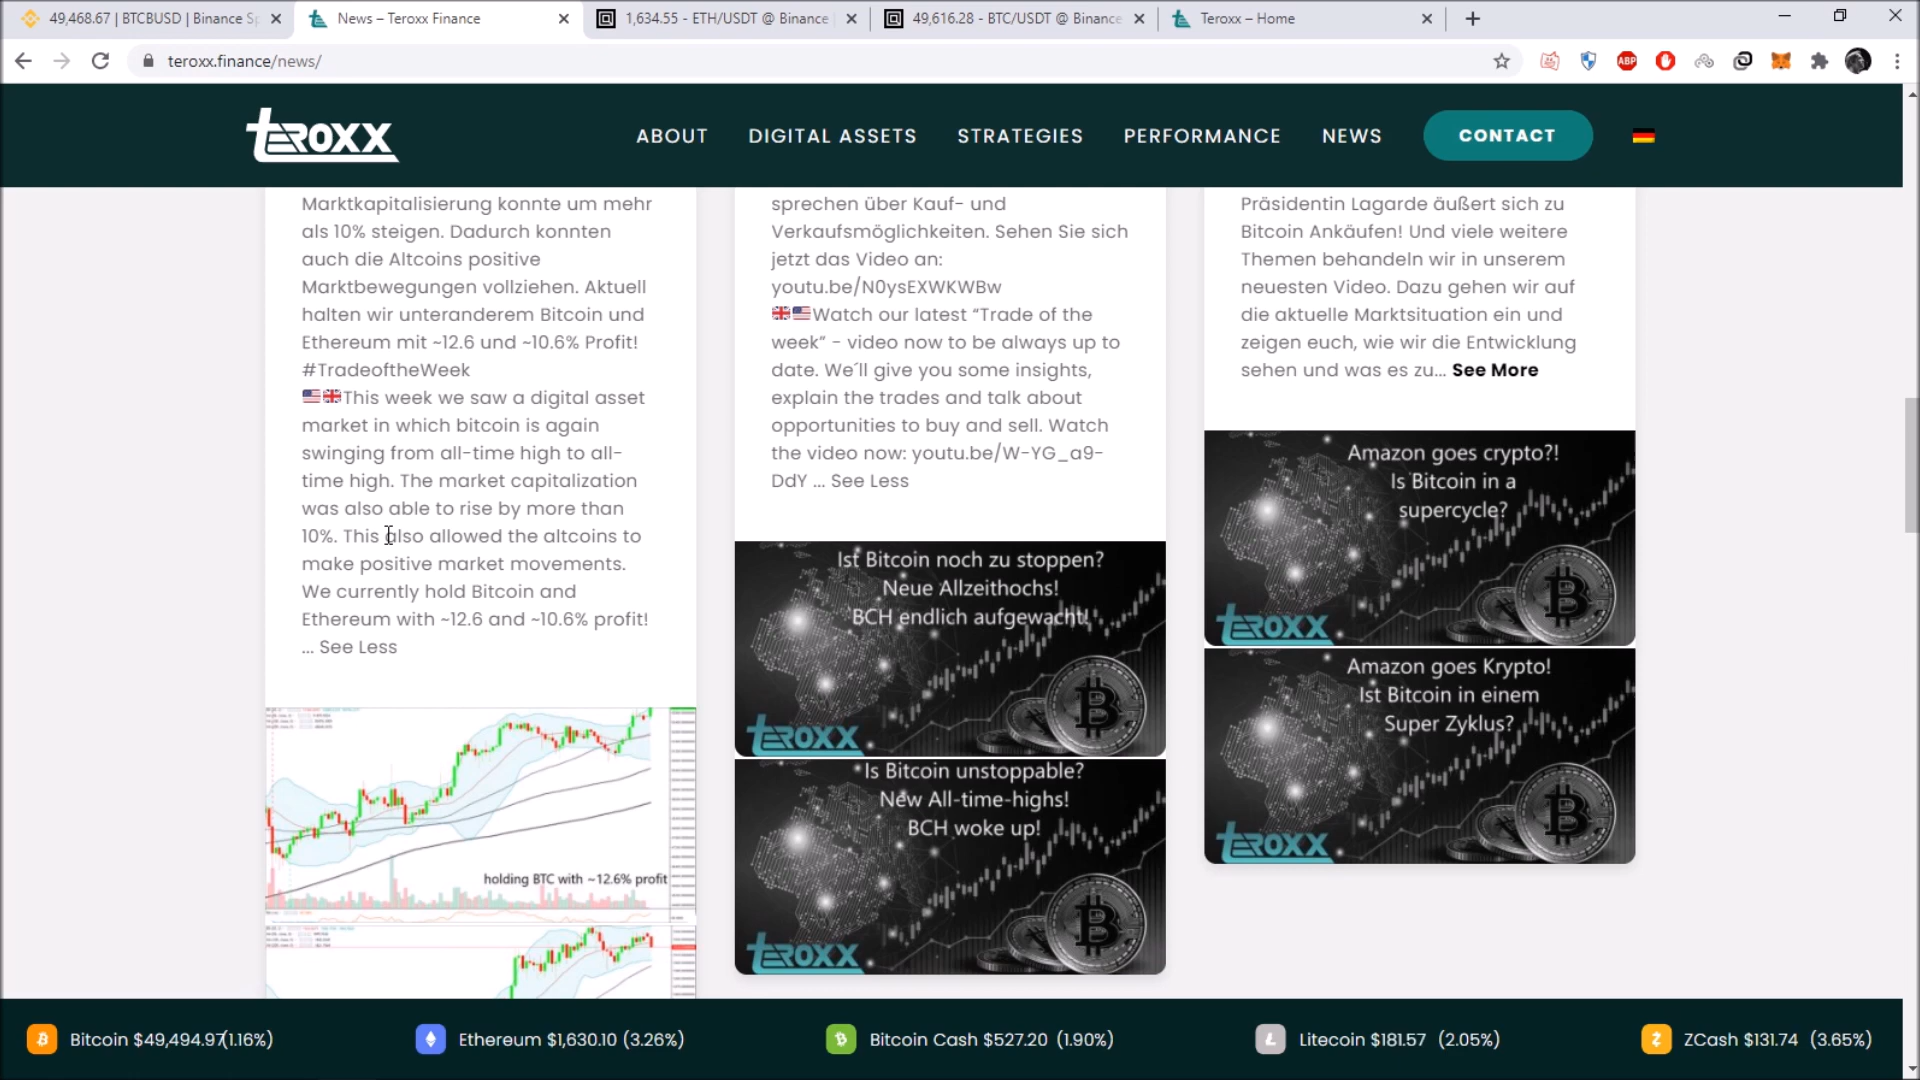 49,468.67 | BTCBUSD | Binance Sp
News – Teroxx Finance
1,634.55 - ETH/USDT @ Binance
49,616.28 - BTC/USDT @ Binance
Teroxx – Home
teroxx.finance/news/
ABP
teroxx
ABOUT
DIGITAL ASSETS
STRATEGIES
PERFORMANCE
NEWS
CONTACT
Marktkapitalisierung konnte um mehr
als 10% steigen. Dadurch konnten
auch die Altcoins positive
Marktbewegungen vollziehen. Aktuell
halten wir unteranderem Bitcoin und
Ethereum mit ~12.6 und ~10.6% Profit!
#TradeoftheWeek
This week we saw a digital asset
market in which bitcoin is again
swinging from all-time high to all-
time high. The market capitalization
was also able to rise by more than
10%. This also allowed the altcoins to
make positive market movements.
We currently hold Bitcoin and
Ethereum with ~12.6 and ~10.6% profit!
... See Less
holding BTC with ~12.6% profit
sprechen über Kauf- und
Verkaufsmöglichkeiten. Sehen Sie sich
jetzt das Video an:
youtu.be/N0ysEXWKWBw
Watch our latest “Trade of the
week“ - video now to be always up to
date. We´ll give you some insights,
explain the trades and talk about
opportunities to buy and sell. Watch
the video now: youtu.be/W-YG_a9-
DdY ... See Less
Ist Bitcoin noch zu stoppen?
Neue Allzeithochs!
BCH endlich aufgewacht!
teroxx
Is Bitcoin unstoppable?
New All-time-highs!
BCH woke up!
teroxx
Präsidentin Lagarde äußert sich zu
Bitcoin Ankäufen! Und viele weitere
Themen behandeln wir in unserem
neuesten Video. Dazu gehen wir auf
die aktuelle Marktsituation ein und
zeigen euch, wie wir die Entwicklung
sehen und was es zu... See More
Amazon goes crypto?!
Is Bitcoin in a
supercycle?
teroxx
Amazon goes Krypto!
Ist Bitcoin in einem
Super Zyklus?
teroxx
Bitcoin $49,494.97(1.16%)
Ethereum $1,630.10 (3.26%)
Bitcoin Cash $527.20 (1.90%)
Litecoin $181.57 (2.05%)
ZCash $131.74 (3.65%)